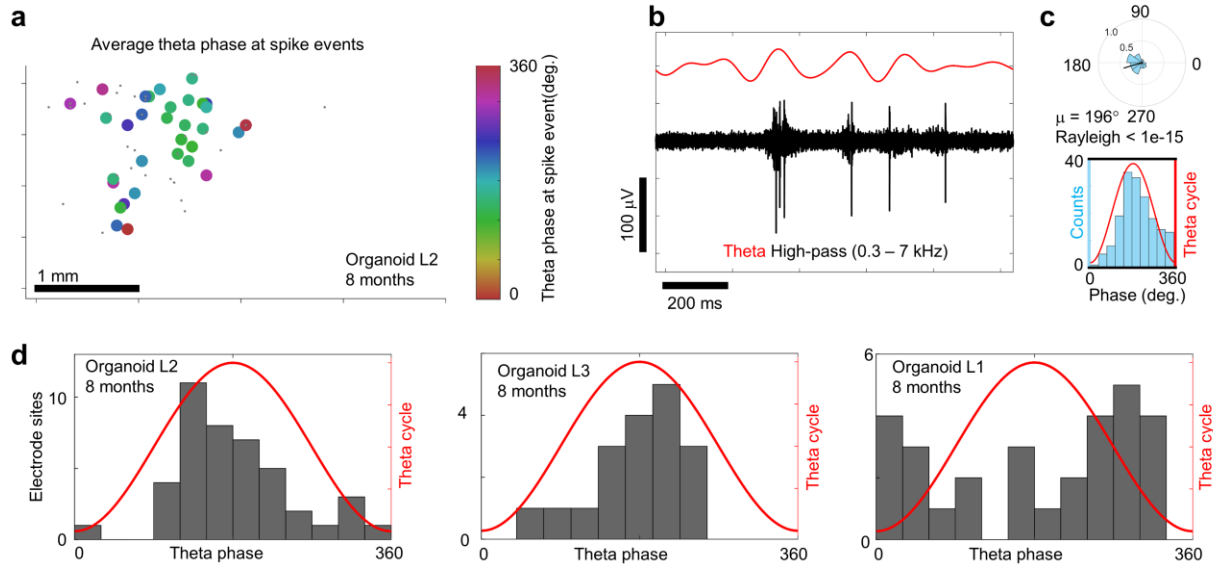 a
Average theta phase at spike events
1 mm
Organoid L2
8 months
360
0
Theta phase at spike event(deg.)
b
100 μV
Theta High-pass (0.3 – 7 kHz)
200 ms
c
90
1.0
0.5
180
0
μ = 196° 270
Rayleigh < 1e-15
40
Counts
0
Theta cycle
0 360
Phase (deg.)
d
Organoid L2
8 months
10
0
Electrode sites
0 Theta phase 360
Theta cycle
Organoid L3
8 months
4
0
0 Theta phase 360
Theta cycle
6
Organoid L1
8 months
0
0 Theta phase 360
Theta cycle